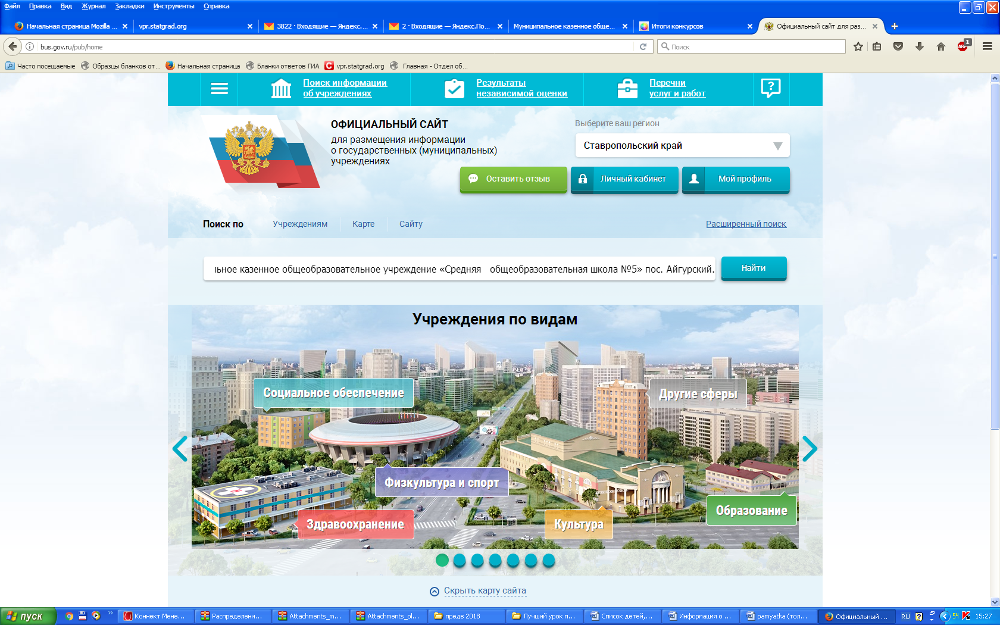 Файл Правка Вид Журнал Закладки Инструменты Справка
Начальная страница Mozilla ...
vpr.statgrad.org
3822 · Входящие — Яндекс....
2 · Входящие — Яндекс.По...
Муниципальное казенное обще...
Итоги конкурсов
Официальный сайт для раз...
bus.gov.ru/pub/home
Поиск
ABP
1
Часто посещаемые
Образцы бланков от...
Начальная страница
Бланки ответов ГИА
vpr.statgrad.org
Главная - Отдел об...
Поиск информации
об учреждениях
Результаты
независимой оценки
Перечни
услуг и работ
?
ОФИЦИАЛЬНЫЙ САЙТ
для размещения информации
о государственных (муниципальных)
учреждениях
Выберите ваш регион
Ставропольский край
Оставить отзыв
Личный кабинет
Мой профиль
Поиск по
Учреждениям
Карте
Сайту
Расширенный поиск
ьное казенное общеобразовательное учреждение «Средняя общеобразовательная школа №5» пос. Айгурский.
Найти
Учреждения по видам
Социальное обеспечение
Другие сферы
Физкультура и спорт
Образование
Здравоохранение
Культура
Скрыть карту сайта
пуск
Коннект Мене...
Распределени...
Attachments_m...
Attachments_ol...
предв 2018
Лучший урок п...
Список детей,...
Информация о ...
pamyatka (тол...
Официальный ...
RU
54
15:27